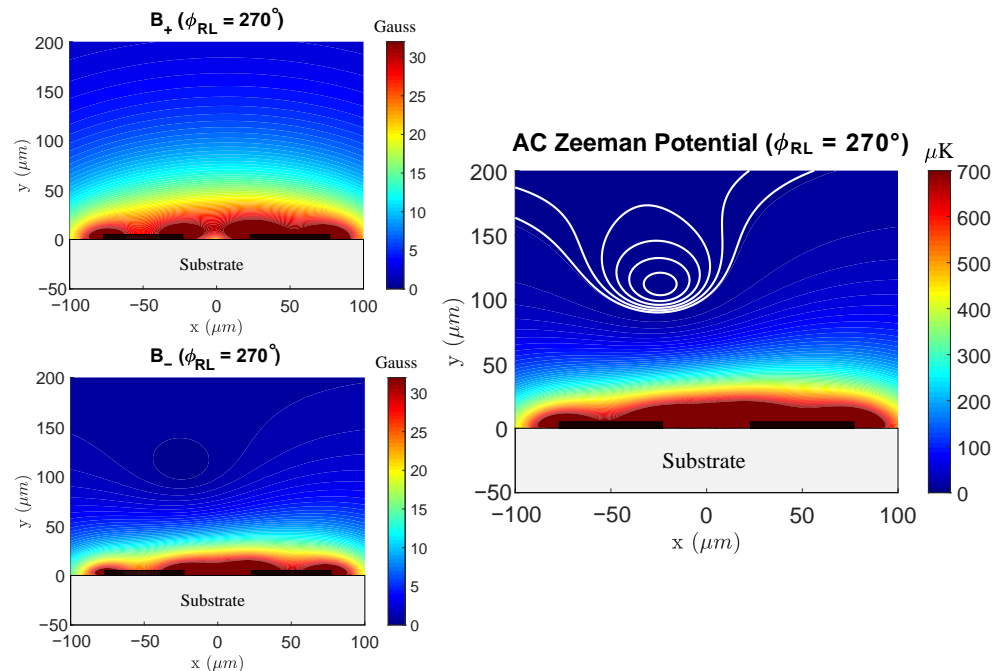 B₊ (ϕ_RL = 270°)
Gauss
200
150
100
50
0
−50
y (μm)
Substrate
−100 −50 0 50 100
x (μm)
30
25
20
15
10
5
0
B₋ (ϕ_RL = 270°)
Gauss
200
150
100
50
0
−50
y (μm)
Substrate
−100 −50 0 50 100
x (μm)
30
25
20
15
10
5
0
AC Zeeman Potential (ϕ_RL = 270°)
μK
200
150
100
50
0
−50
y (μm)
Substrate
−100 −50 0 50 100
x (μm)
700
600
500
400
300
200
100
0